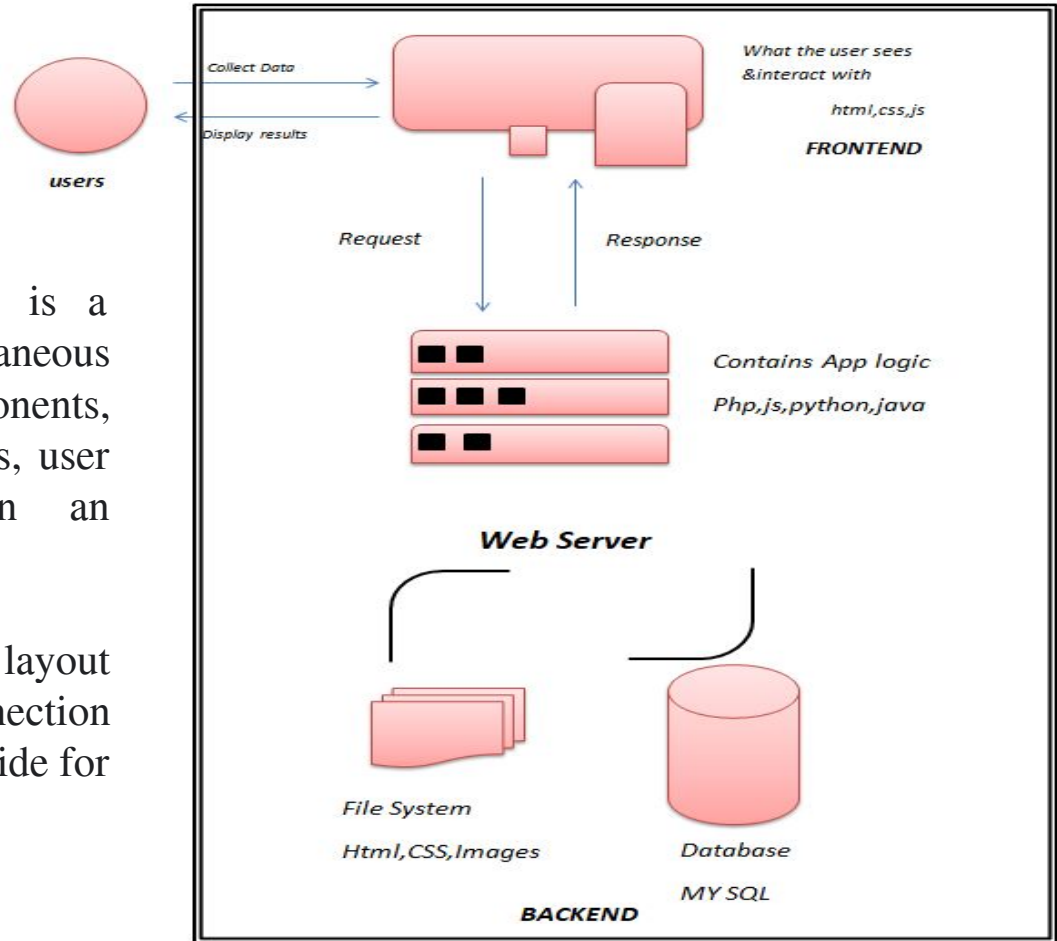 is a
aneous
onents,
s, user
n an
layout
nection
ide for
users
Collect Data
Display results
What the user sees
&interact with
html,css,js
FRONTEND
Request
Response
Contains App logic
Php,js,python,java
Web Server
File System
Html,CSS,Images
Database
MY SQL
BACKEND